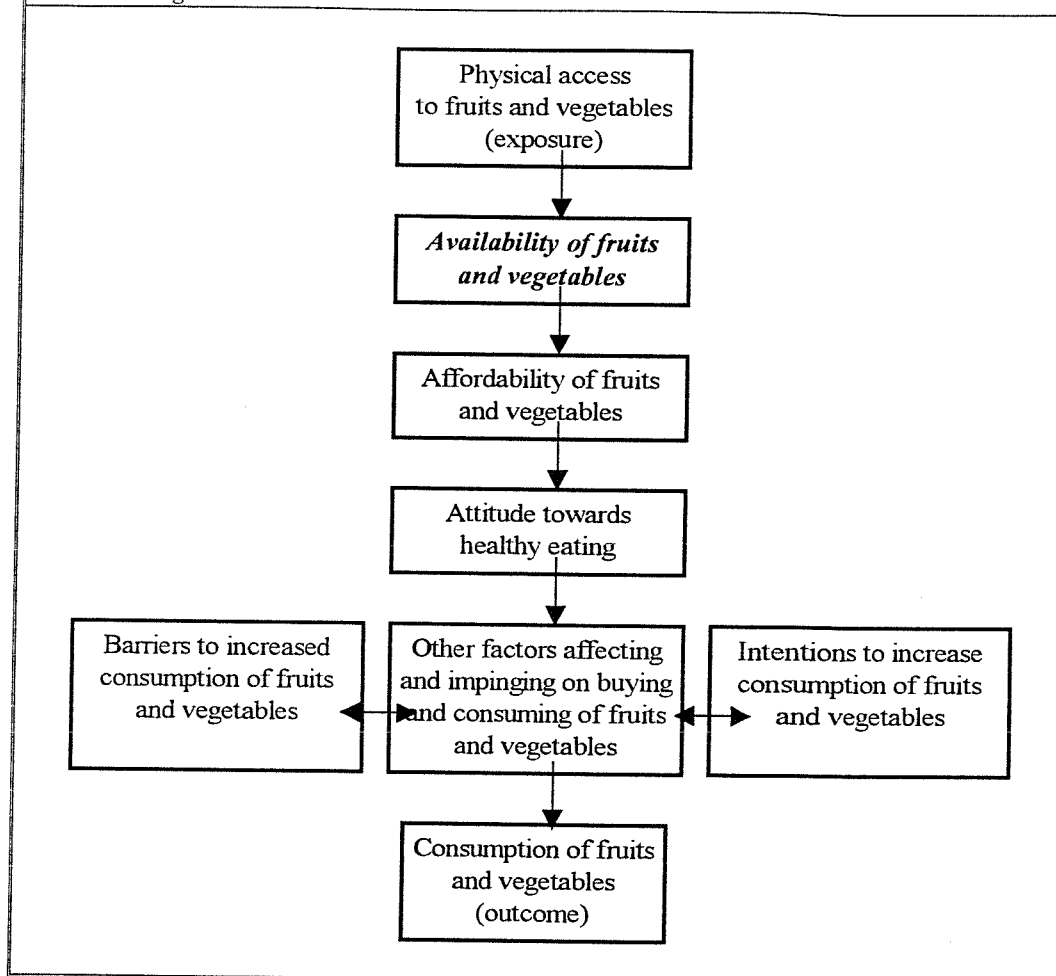 Physical access
to fruits and vegetables
(exposure)
Availability of fruits
and vegetables
Affordability of fruits
and vegetables
Attitude towards
healthy eating
Barriers to increased
consumption of fruits
and vegetables
Other factors affecting
and impinging on buying
and consuming of fruits
and vegetables
Intentions to increase
consumption of fruits
and vegetables
Consumption of fruits
and vegetables
(outcome)